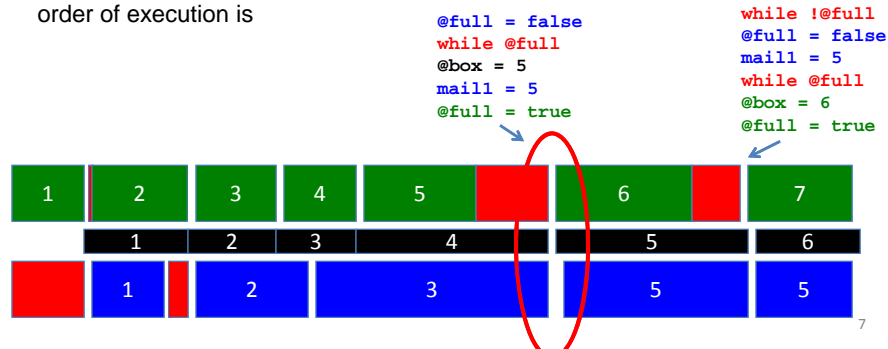 order of execution is
@full = false
while @full
@box = 5
mail1 = 5
@full = true
while !@full
@full = false
mail1 = 5
while @full
@box = 6
@full = true
1 2 3 4 5 6 7
1 2 3 4 5 6
1 2 3 5 5
7